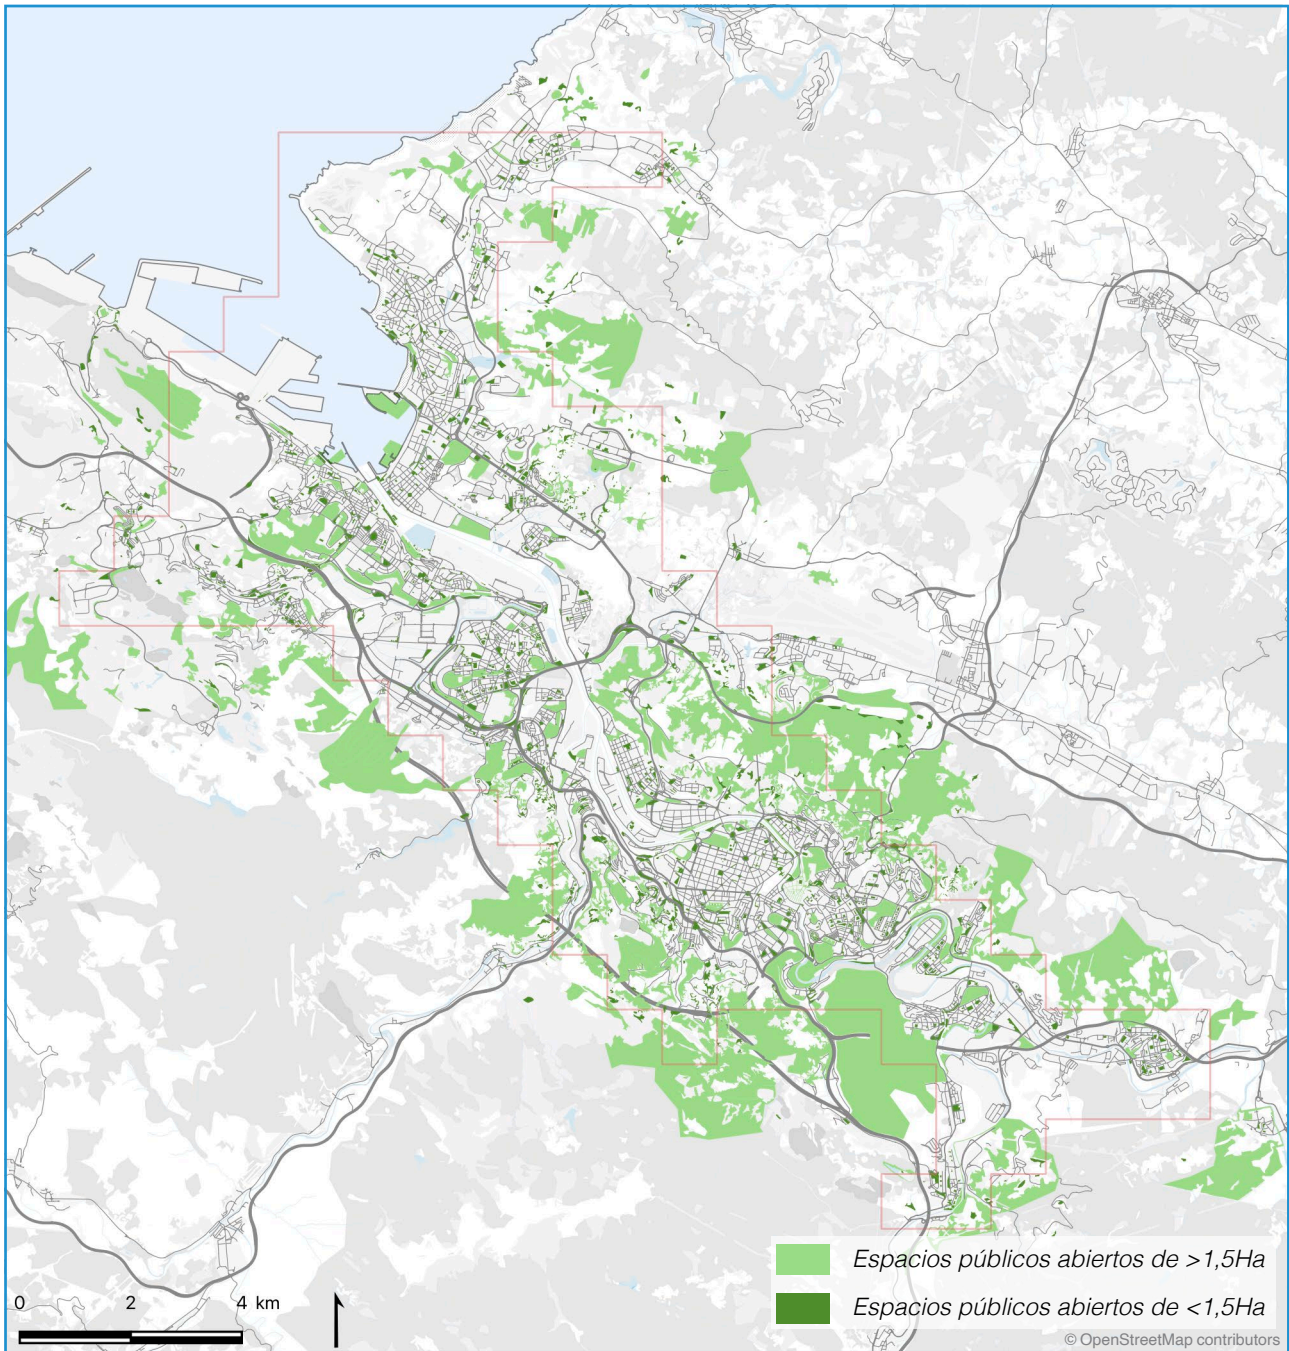 Espacios públicos abiertos de >1,5Ha
Espacios públicos abiertos de <1,5Ha
0 2 4 km
© OpenStreetMap contributors